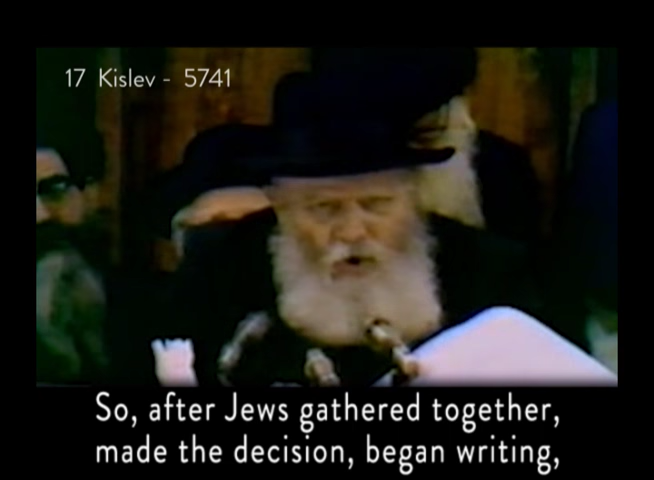 17 Kislev - 5741
So, after Jews gathered together,
made the decision, began writing,